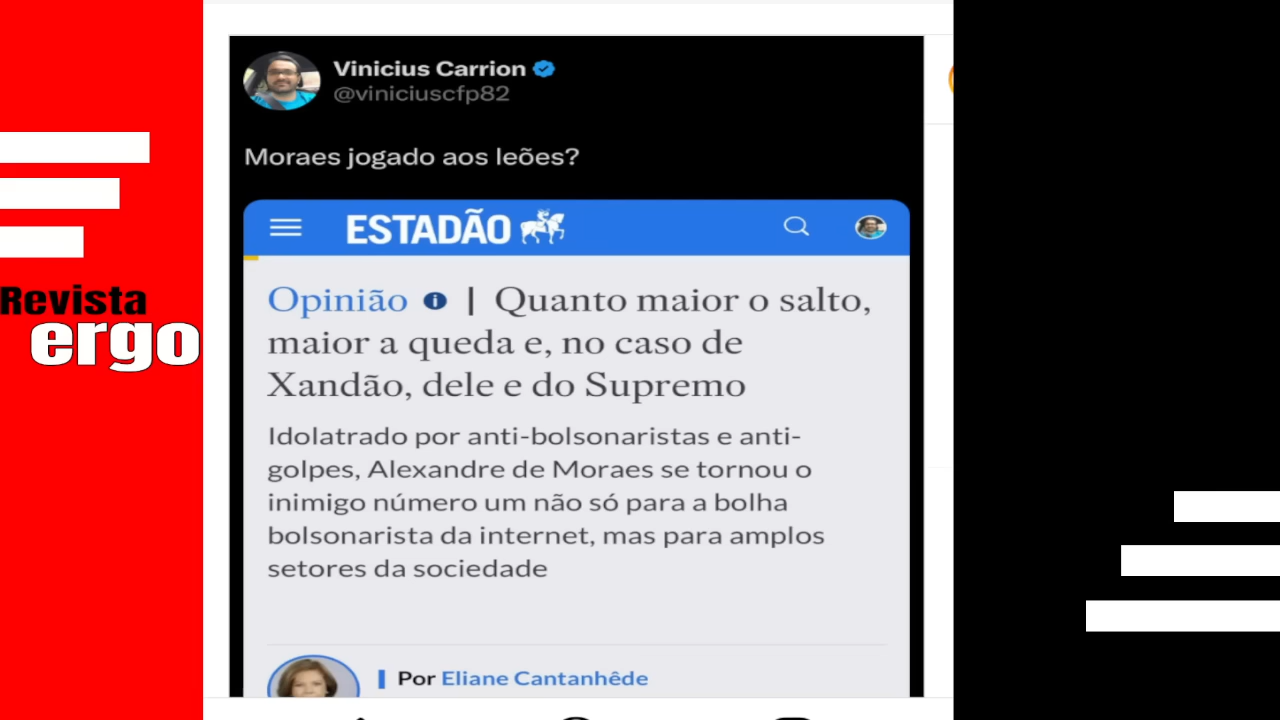 Vinicius Carrion
@viniciuscfp82
Moraes jogado aos leões?
ESTADÃO
Opinião i | Quanto maior o salto,
maior a queda e, no caso de
Xandão, dele e do Supremo
Idolatrado por anti-bolsonaristas e anti-
golpes, Alexandre de Moraes se tornou o
inimigo número um não só para a bolha
bolsonarista da internet, mas para amplos
setores da sociedade
Por Eliane Cantanhêde
Revista
ergo